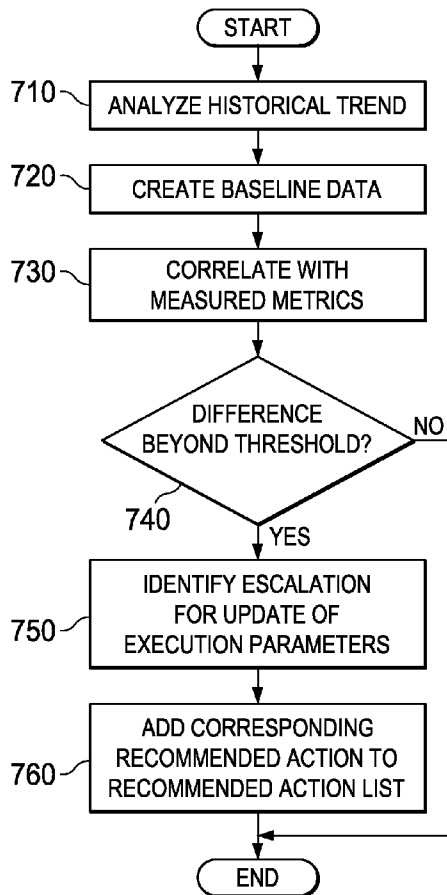 START
710
ANALYZE HISTORICAL TREND
720
CREATE BASELINE DATA
730
CORRELATE WITH
MEASURED METRICS
DIFFERENCE
BEYOND THRESHOLD?
NO
740
YES
750
IDENTIFY ESCALATION
FOR UPDATE OF
EXECUTION PARAMETERS
760
ADD CORRESPONDING
RECOMMENDED ACTION TO
RECOMMENDED ACTION LIST
END